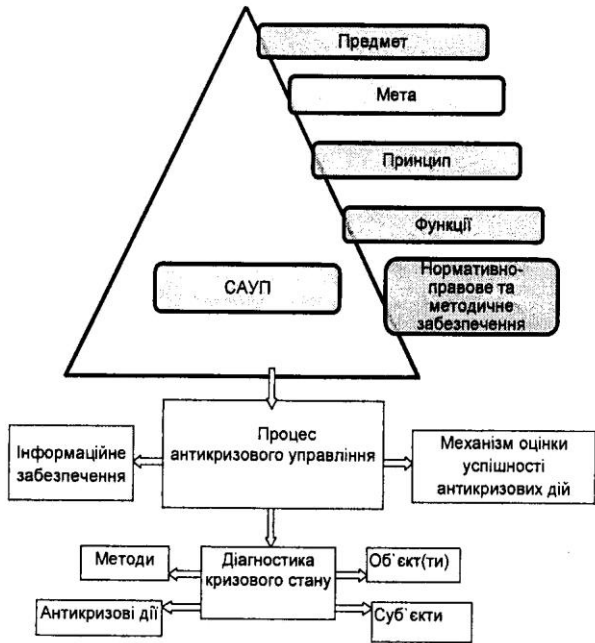 Предмет
Мета
Принцип
Функції
САУП
Нормативно-
правове та
методичне
забезпечення
Процес
антикризового управління
Інформаційне
забезпечення
Механізм оцінки
успішності
антикризових дій
Методи
Діагностика
кризового стану
Об`єкт(ти)
Антикризові дії
Суб`єкти